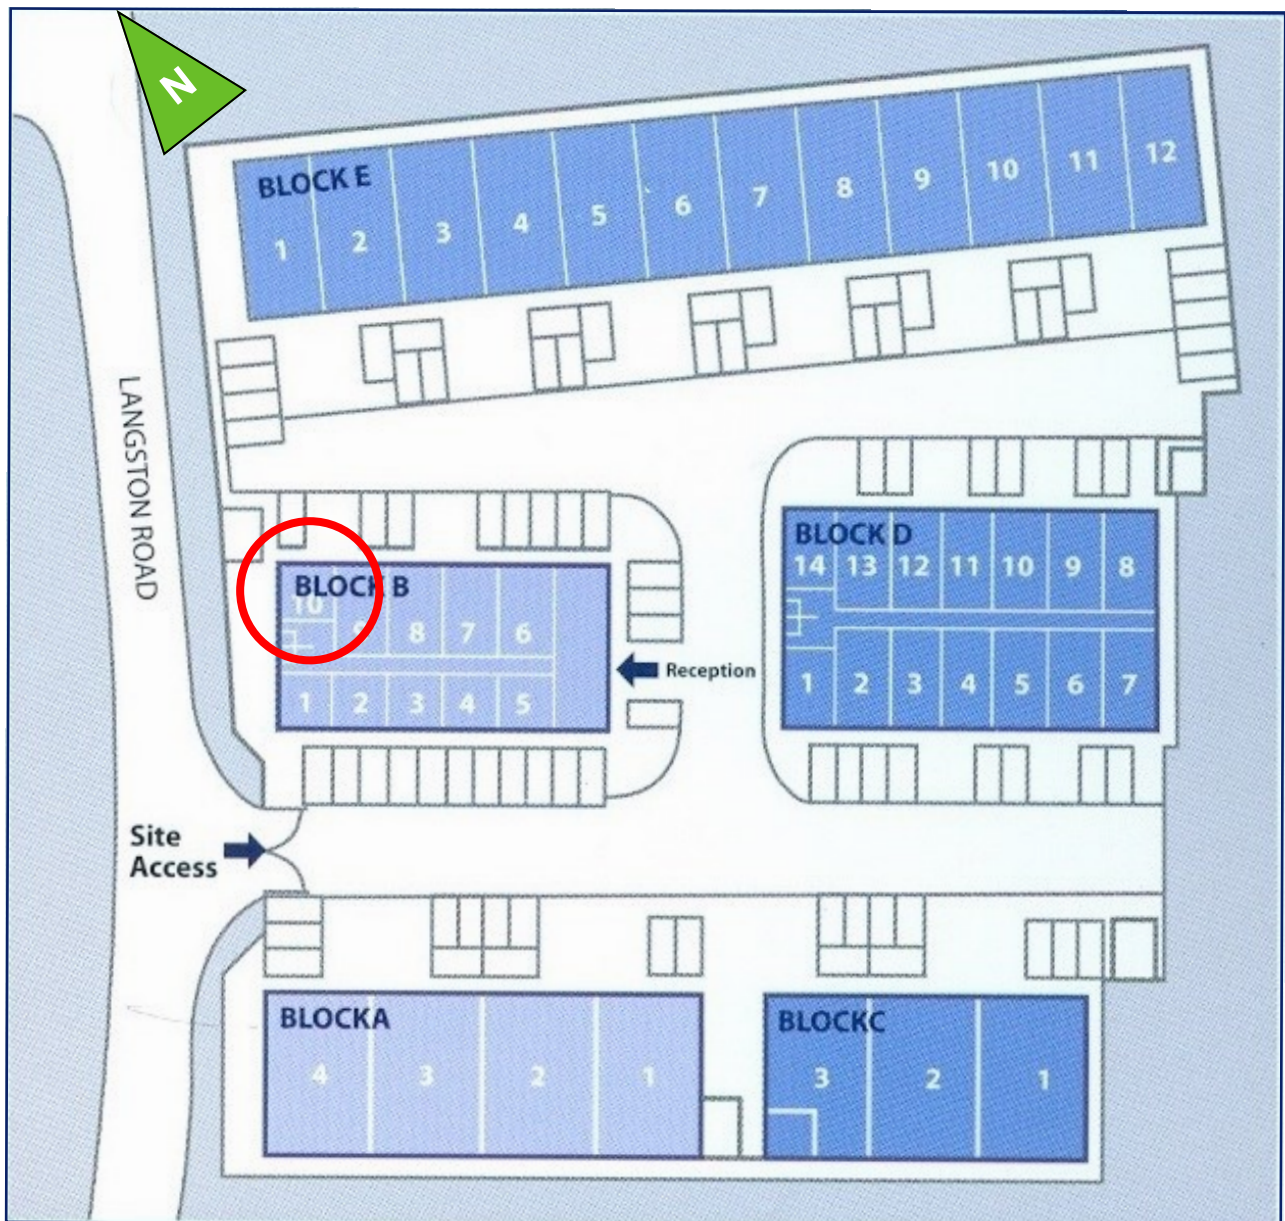 N
BLOCK E
1 2 3 4 5 6 7 8 9 10 11 12
LANGSTON ROAD
BLOCK B
10 9 8 7 6
1 2 3 4 5
Reception
BLOCK D
14 13 12 11 10 9 8
1 2 3 4 5 6 7
Site
Access
BLOCKA
4 3 2 1
BLOCKC
3 2 1